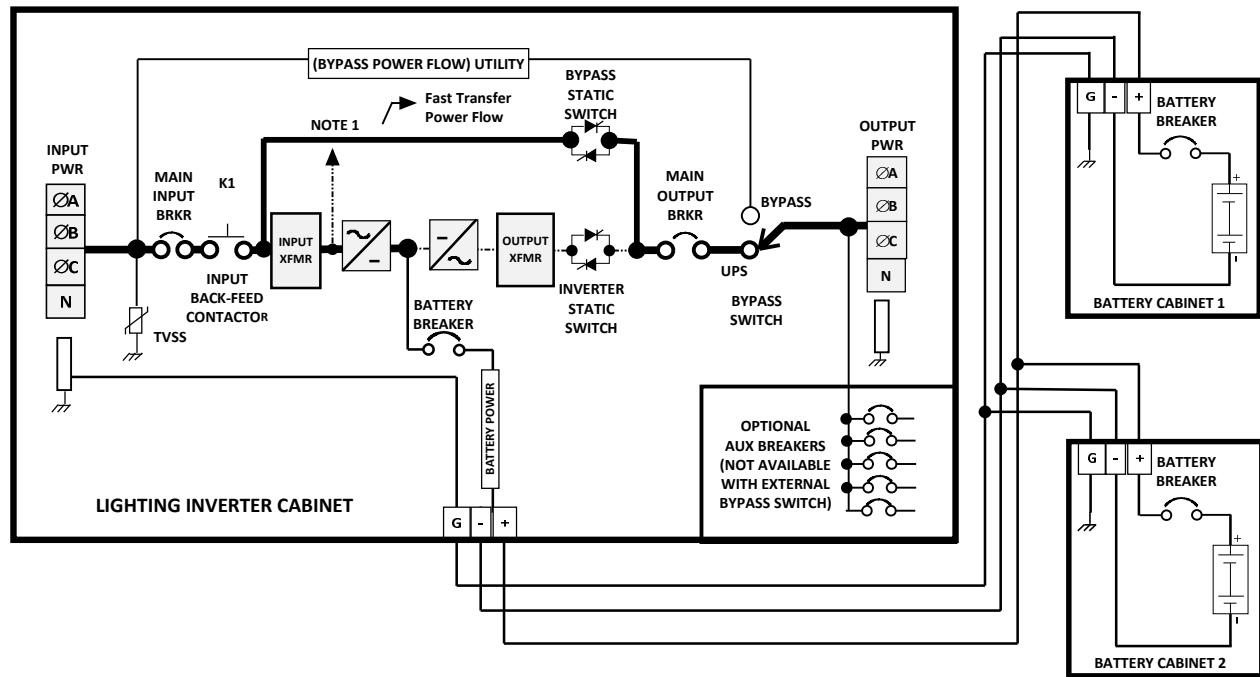 (BYPASS POWER FLOW) UTILITY
Fast Transfer
Power Flow
NOTE 1
BYPASS
STATIC
SWITCH
INPUT
PWR
ØA
ØB
ØC
N
MAIN
INPUT
BRKR
K1
INPUT
BACK-FEED
CONTACTOR
TVSS
INPUT
XFMR
BATTERY
BREAKER
BATTERY POWER
OUTPUT
XFMR
INVERTER
STATIC
SWITCH
MAIN
OUTPUT
BRKR
BYPASS
UPS
BYPASS
SWITCH
OUTPUT
PWR
ØA
ØB
ØC
N
OPTIONAL
AUX BREAKERS
(NOT AVAILABLE
WITH EXTERNAL
BYPASS SWITCH)
LIGHTING INVERTER CABINET
G - +
G - +
BATTERY
BREAKER
+
-
BATTERY CABINET 1
G - +
BATTERY
BREAKER
+
-
BATTERY CABINET 2